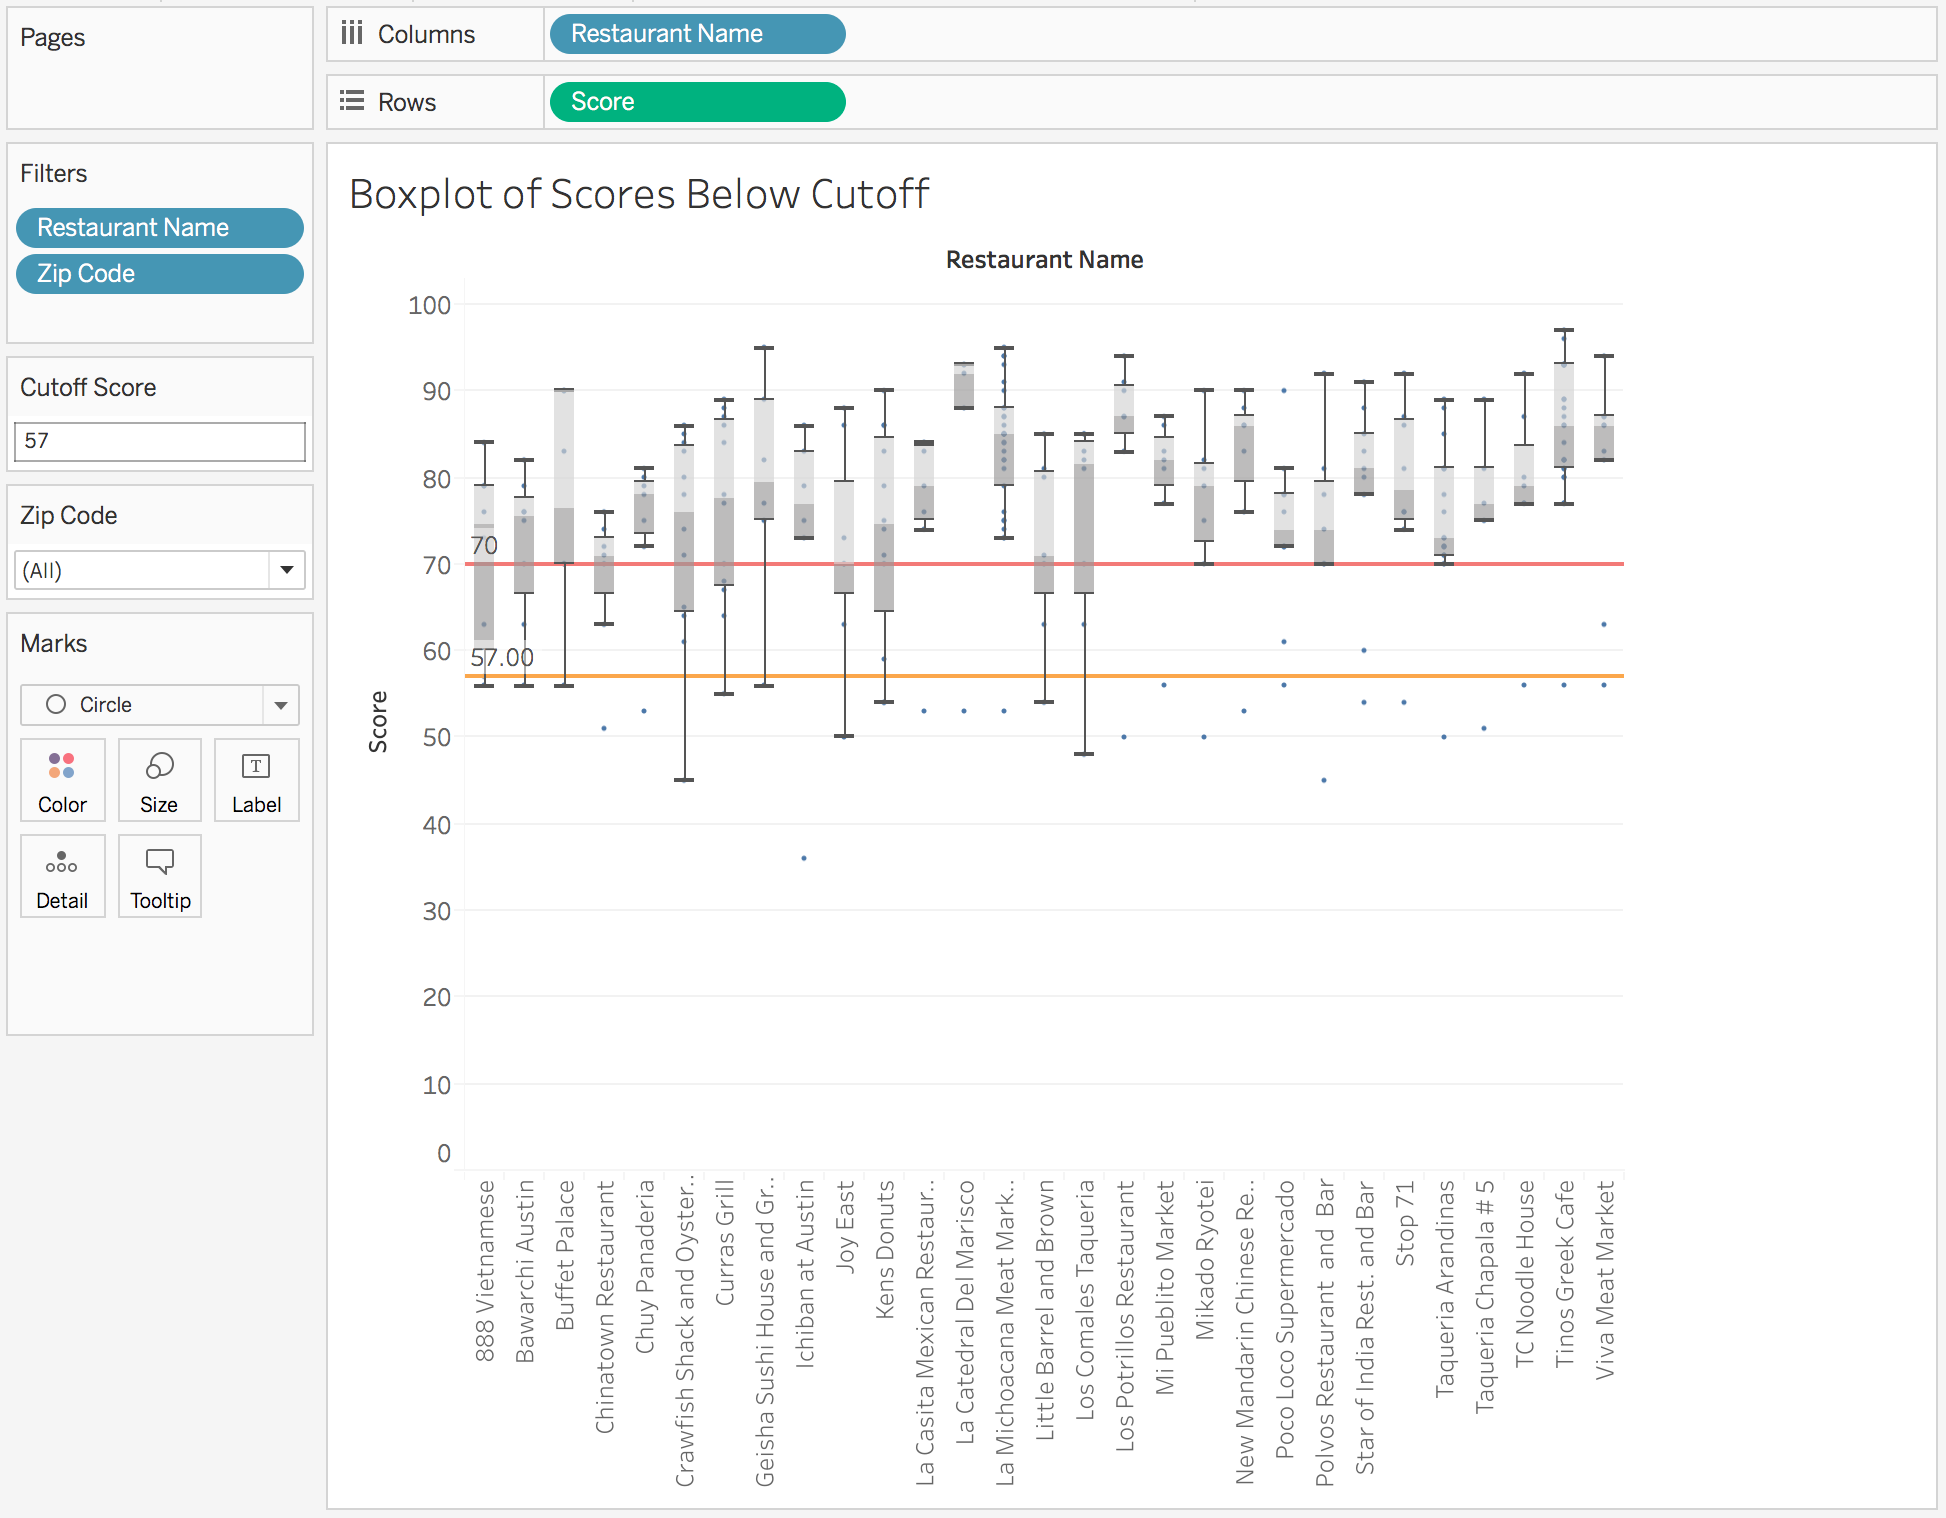 Pages
Columns
Restaurant Name
Rows
Score
Filters
Restaurant Name
Zip Code
Cutoff Score
57
Zip Code
(All)
Marks
Circle
Color
Size
T
Label
Detail
Tooltip
Boxplot of Scores Below Cutoff
Restaurant Name
Score
100
90
80
70
60
50
40
30
20
10
0
70
57.00
888 Vietnamese
Bawarchi Austin
Buffet Palace
Chinatown Restaurant
Chuy Panaderia
Crawfish Shack and Oyster..
Curras Grill
Geisha Sushi House and Gr..
Ichiban at Austin
Joy East
Kens Donuts
La Casita Mexican Restaur..
La Catedral Del Marisco
La Michoacana Meat Mark..
Little Barrel and Brown
Los Comales Taqueria
Los Potrillos Restaurant
Mi Pueblito Market
Mikado Ryotei
New Mandarin Chinese Re..
Poco Loco Supermercado
Polvos Restaurant and Bar
Star of India Rest. and Bar
Stop 71
Taqueria Arandinas
Taqueria Chappala # 5
TC Noodle House
Tinos Greek Cafe
Viva Meat Market